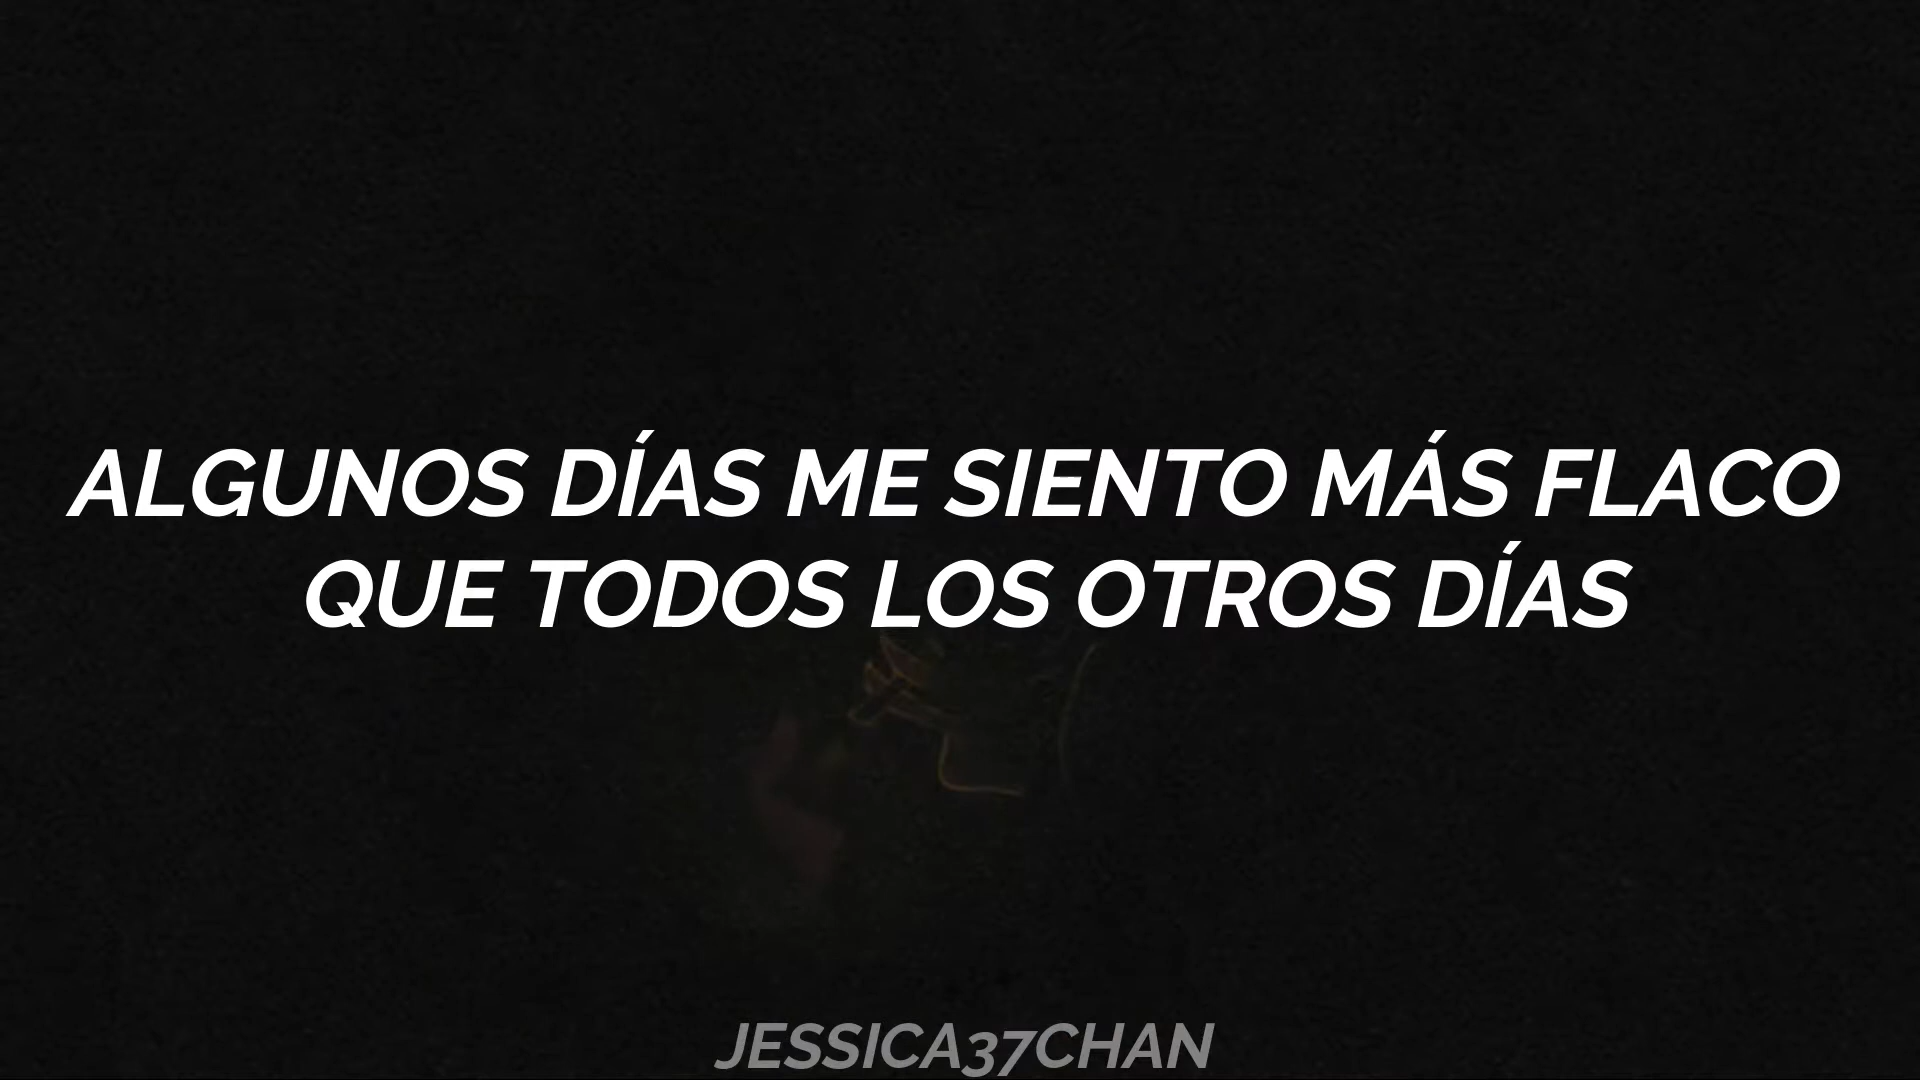 ALGUNOS DÍAS ME SIENTO MÁS FLACO
QUE TODOS LOS OTROS DÍAS
JESSICA37CHAN